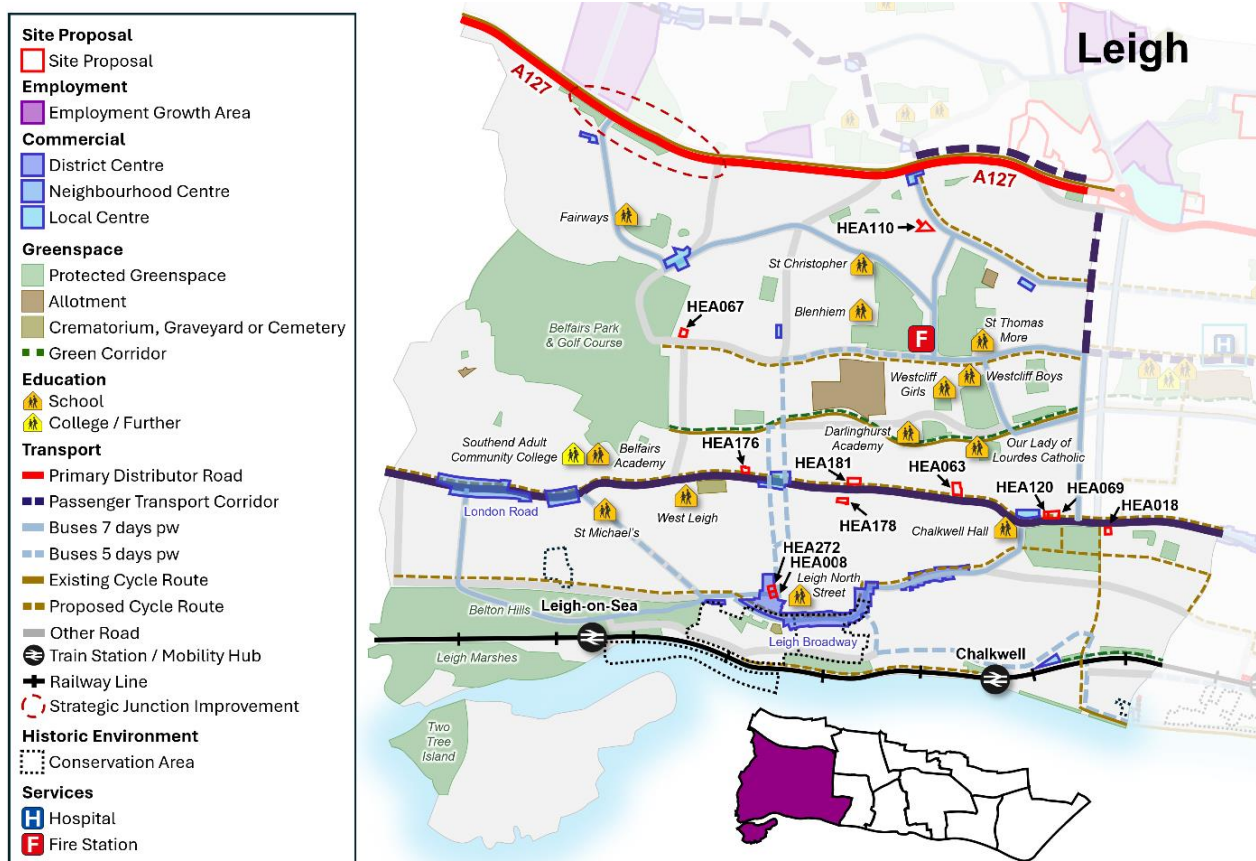 Site Proposal
Site Proposal
Employment
Employment Growth Area
Commercial
District Centre
Neighbourhood Centre
Local Centre
Greenspace
Protected Greenspace
Allotment
Crematorium, Graveyard or Cemetery
Green Corridor
Education
School
College / Further
Transport
Primary Distributor Road
Passenger Transport Corridor
Buses 7 days pw
Buses 5 days pw
Existing Cycle Route
Proposed Cycle Route
Other Road
Train Station / Mobility Hub
Railway Line
Strategic Junction Improvement
Historic Environment
Conservation Area
Services
H Hospital
F Fire Station
Leigh
A127
A127
Fairways
HEA110
St Christopher
HEA067
Blenhiem
Belfairs Park
& Golf Course
F
St Thomas
More
H
Westcliff
Girls
Westcliff Boys
Darlinghurst
Academy
Our Lady of
Lourdes Catholic
Southend Adult
Community College
Belfairs
Academy
HEA176
HEA181
HEA063
HEA120
HEA069
HEA018
London Road
West Leigh
HEA178
St Michael's
Chalkwell Hall
HEA272
HEA008
Leigh North
Street
Belton Hills
Leigh-on-Sea
Leigh Broadway
Leigh Marshes
Chalkwell
Two
Tree
Island